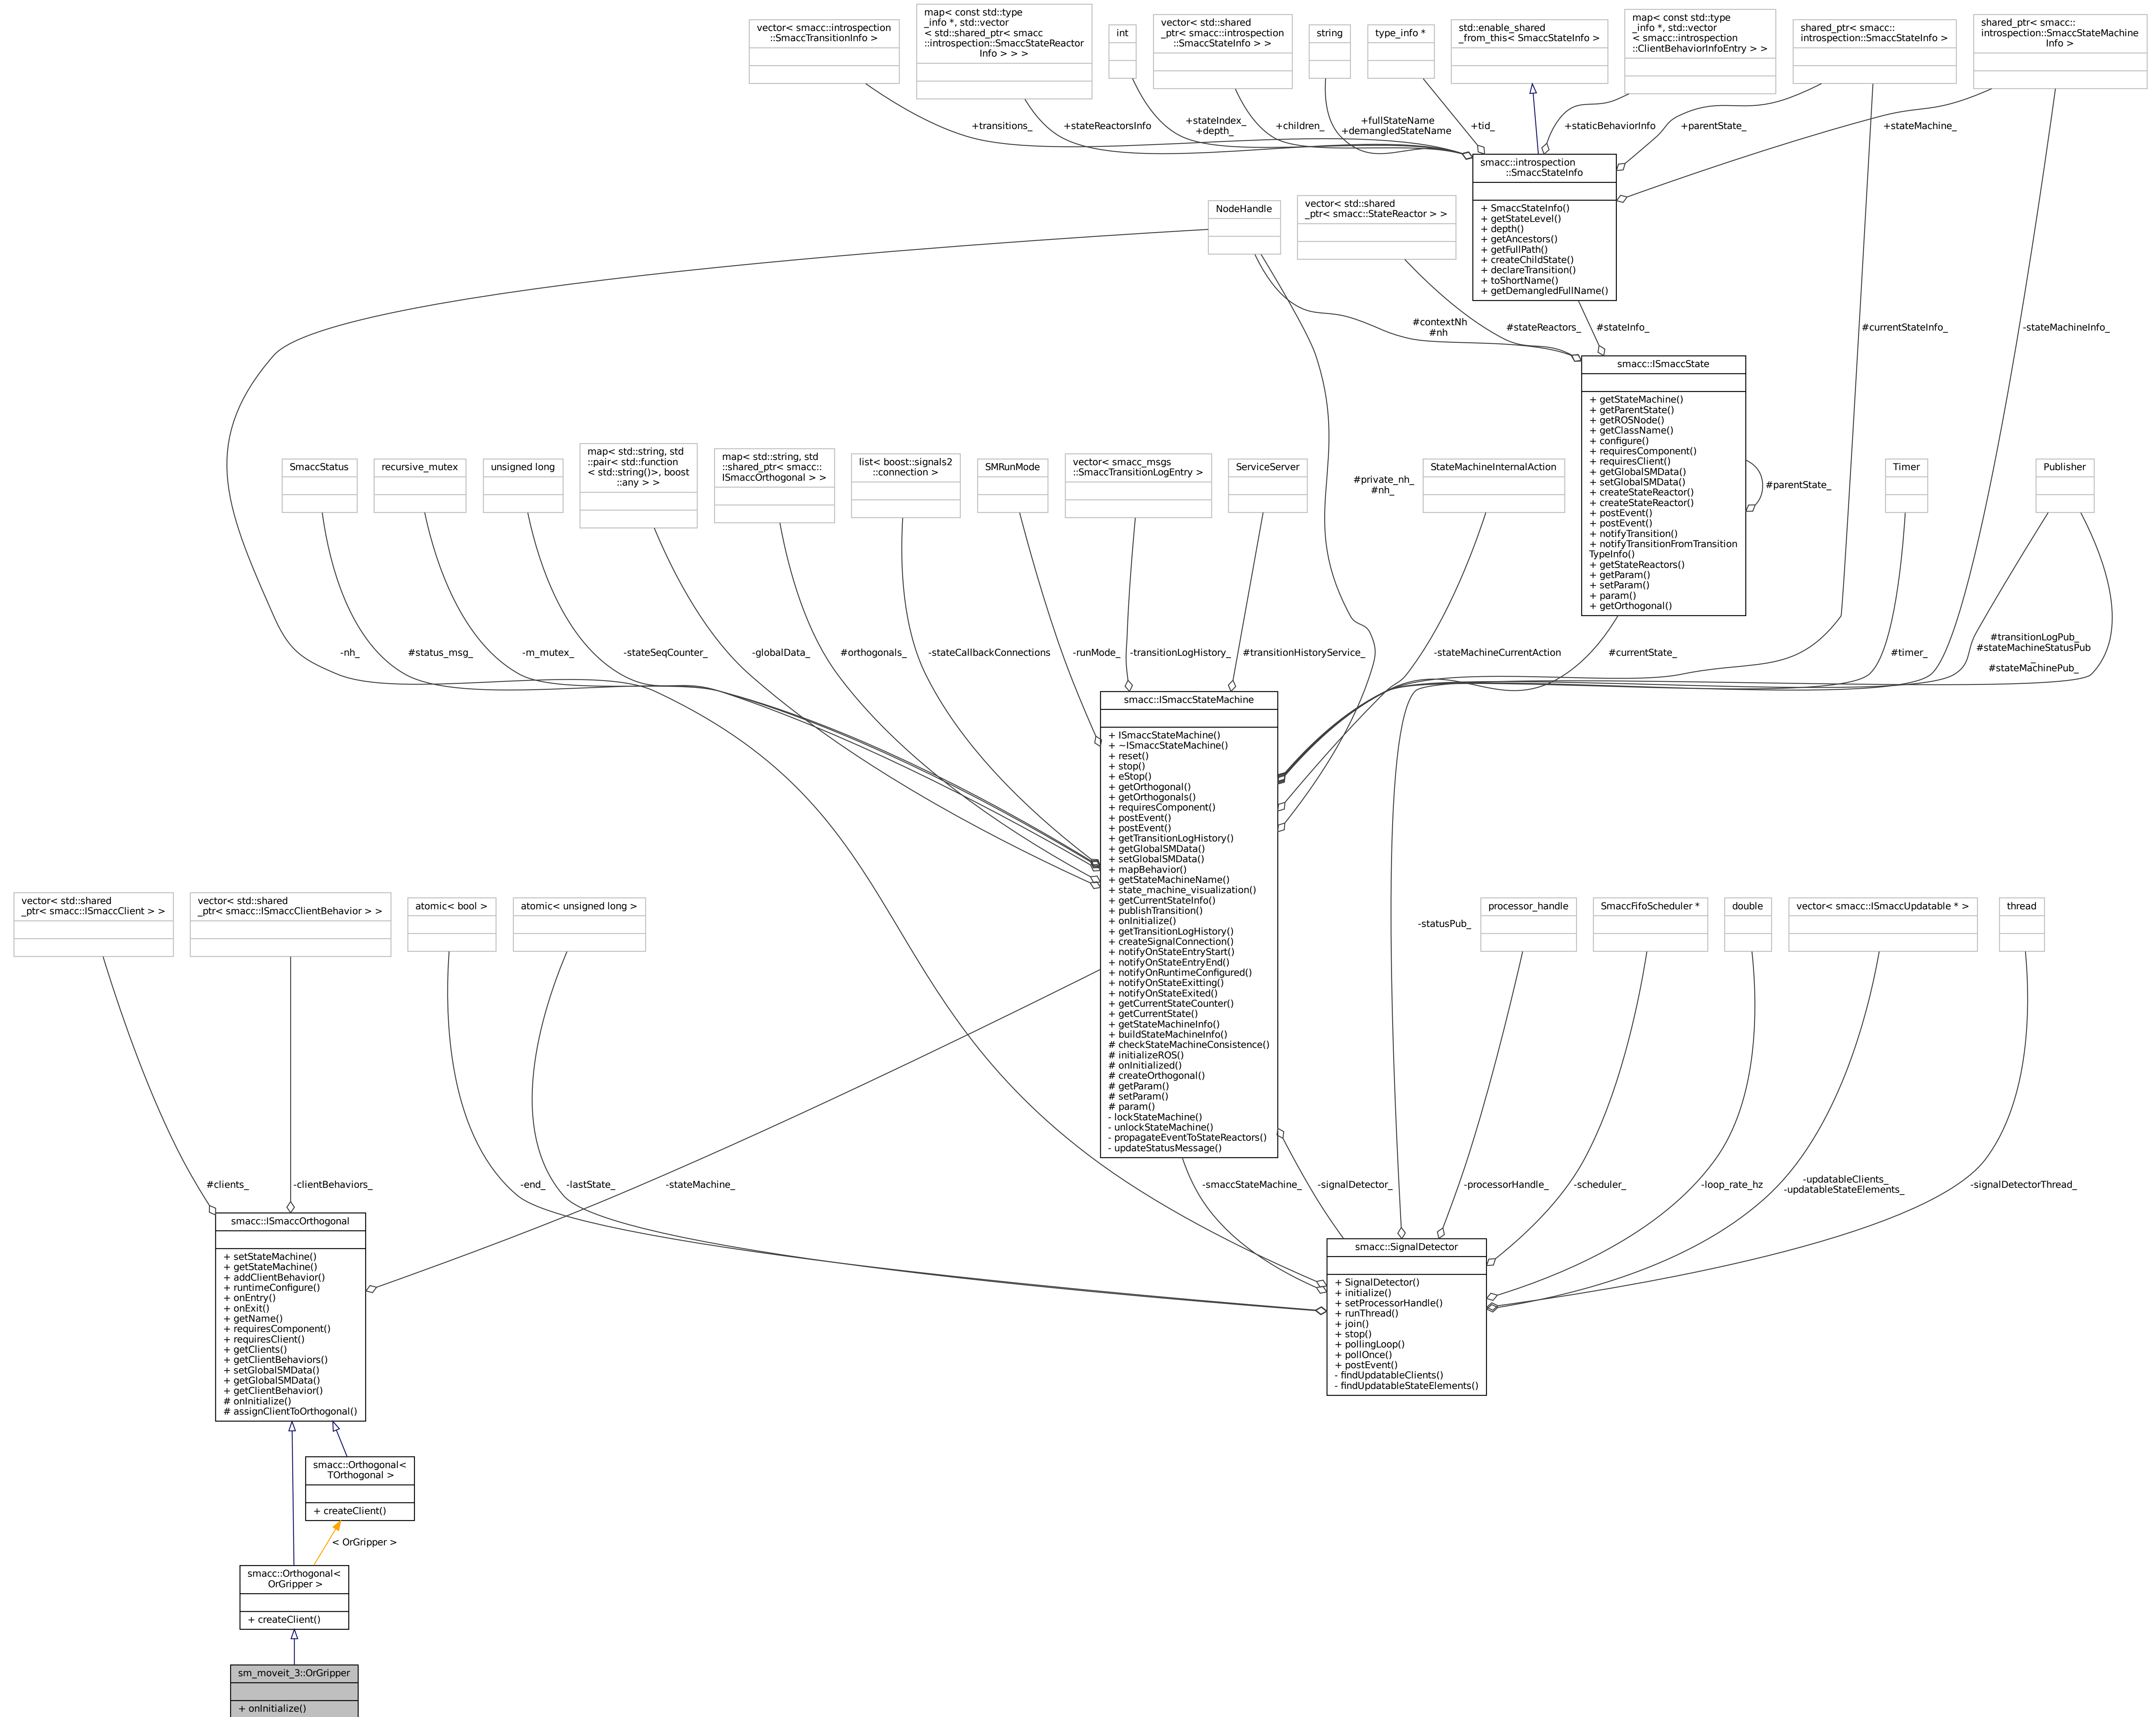 vector< smacc::introspection
::SmaccTransitionInfo >
map< const std::type
_info *, std::vector
< std::shared_ptr< smacc
::introspection::SmaccStateReactor
Info > > >
int
vector< std::shared
_ptr< smacc::introspection
::SmaccStateInfo > >
string
type_info *
std::enable_shared
_from_this< SmaccStateInfo >
map< const std::type
_info *, std::vector
< smacc::introspection
::ClientBehaviorInfoEntry > >
shared_ptr< smacc::
introspection::SmaccStateInfo >
shared_ptr< smacc::
introspection::SmaccStateMachine
Info >
+transitions_
+stateReactorsInfo
+stateIndex_
+depth_
+children_
+fullStateName
+demangledStateName
+tid_
+staticBehaviorInfo
+parentState_
+stateMachine_
smacc::introspection
::SmaccStateInfo
+ SmaccStateInfo()
+ getStateLevel()
+ depth()
+ getAncestors()
+ getFullPath()
+ createChildState()
+ declareTransition()
+ toShortName()
+ getDemangledFullName()
NodeHandle
vector< std::shared
_ptr< smacc::StateReactor > >
#contextNh
#nh
#stateReactors_
#stateInfo_
#currentStateInfo_
-stateMachineInfo_
smacc::ISmaccState
+ getStateMachine()
+ getParentState()
+ getROSNode()
+ getClassName()
+ configure()
+ requiresComponent()
+ requiresClient()
+ getGlobalSMData()
+ setGlobalSMData()
+ createStateReactor()
+ createStateReactor()
+ postEvent()
+ postEvent()
+ notifyTransition()
+ notifyTransitionFromTransition
TypeInfo()
+ getStateReactors()
+ getParam()
+ setParam()
+ param()
+ getOrthogonal()
#parentState_
SmaccStatus
recursive_mutex
unsigned long
map< std::string, std
::pair< std::function
< std::string()>, boost
::any > >
map< std::string, std
::shared_ptr< smacc::
ISmaccOrthogonal > >
list< boost::signals2
::connection >
SMRunMode
vector< smacc_msgs
::SmaccTransitionLogEntry >
ServiceServer
#private_nh_
#nh_
StateMachineInternalAction
Timer
Publisher
-nh_
#status_msg_
-m_mutex_
-stateSeqCounter_
-globalData_
#orthogonals_
-stateCallbackConnections
-runMode_
-transitionLogHistory_
#transitionHistoryService_
-stateMachineCurrentAction
#currentState_
#timer_
#transitionLogPub_
#stateMachineStatusPub
_
#stateMachinePub_
smacc::ISmaccStateMachine
+ ISmaccStateMachine()
+ ~ISmaccStateMachine()
+ reset()
+ stop()
+ eStop()
+ getOrthogonal()
+ getOrthogonals()
+ requiresComponent()
+ postEvent()
+ postEvent()
+ getTransitionLogHistory()
+ getGlobalSMData()
+ setGlobalSMData()
+ mapBehavior()
+ getStateMachineName()
+ state_machine_visualization()
+ getCurrentStateInfo()
+ publishTransition()
+ onInitialize()
+ getTransitionLogHistory()
+ createSignalConnection()
+ notifyOnStateEntryStart()
+ notifyOnStateEntryEnd()
+ notifyOnRuntimeConfigured()
+ notifyOnStateExitting()
+ notifyOnStateExited()
+ getCurrentStateCounter()
+ getCurrentState()
+ getStateMachineInfo()
+ buildStateMachineInfo()
# checkStateMachineConsistence()
# initializeROS()
# onInitialized()
# createOrthogonal()
# getParam()
# setParam()
# param()
- lockStateMachine()
- unlockStateMachine()
- propagateEventToStateReactors()
- updateStatusMessage()
vector< std::shared
_ptr< smacc::ISmaccClient > >
vector< std::shared
_ptr< smacc::ISmaccClientBehavior > >
atomic< bool >
atomic< unsigned long >
-statusPub_
processor_handle
SmaccFifoScheduler *
double
vector< smacc::ISmaccUpdatable * >
thread
#clients_
-clientBehaviors_
-end_
-lastState_
-stateMachine_
-smaccStateMachine_
-signalDetector_
-processorHandle_
-scheduler_
-loop_rate_hz
-updatableClients_
-updatableStateElements_
-signalDetectorThread_
smacc::ISmaccOrthogonal
+ setStateMachine()
+ getStateMachine()
+ addClientBehavior()
+ runtimeConfigure()
+ onEntry()
+ onExit()
+ getName()
+ requiresComponent()
+ requiresClient()
+ getClients()
+ getClientBehaviors()
+ setGlobalSMData()
+ getGlobalSMData()
+ getClientBehavior()
# onInitialize()
# assignClientToOrthogonal()
smacc::SignalDetector
+ SignalDetector()
+ initialize()
+ setProcessorHandle()
+ runThread()
+ join()
+ stop()
+ pollingLoop()
+ pollOnce()
+ postEvent()
- findUpdatableClients()
- findUpdatableStateElements()
smacc::Orthogonal<
TOrthogonal >
+ createClient()
< OrGripper >
smacc::Orthogonal<
OrGripper >
+ createClient()
sm_moveit_3::OrGripper
+ onInitialize()